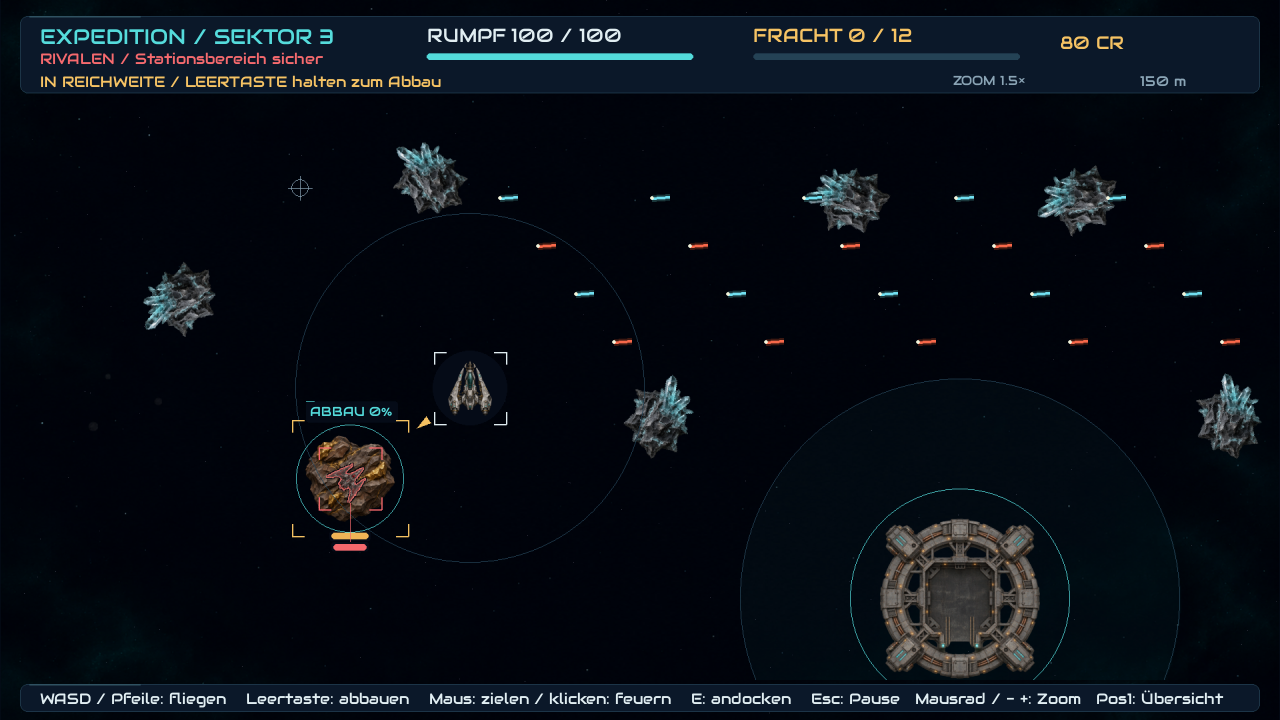 EXPEDITION / SEKTOR 3
RIVALEN / Stationsbereich sicher
IN REICHWEITE / LEERTASTE halten zum Abbau
RUMPF 100 / 100
FRACHT 0 / 12
80 CR
ZOOM 1.5×
150 m
ABBAU 0%
WASD / Pfeile: fliegen Leertaste: abbauen Maus: zielen / klicken: feuern E: andocken Esc: Pause Mausrad / - +: Zoom Pos1: Übersicht